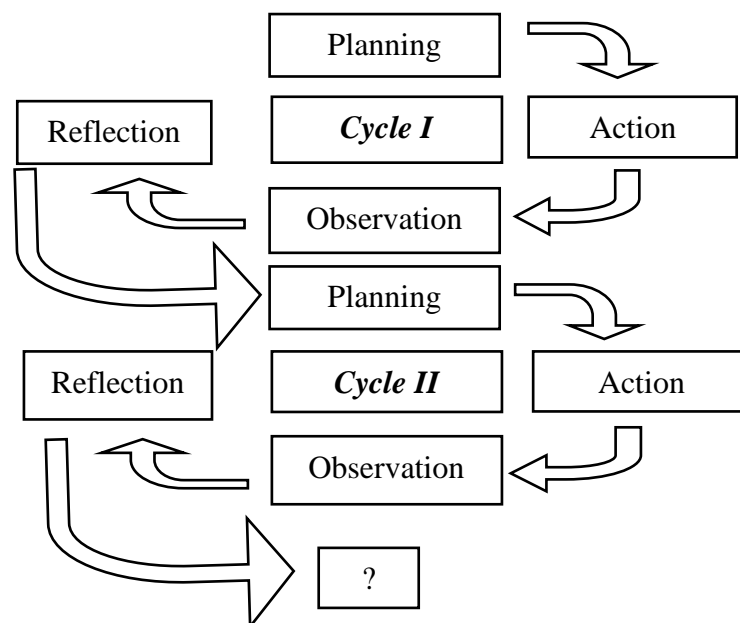 Planning
Reflection
Cycle I
Action
Observation
Planning
Reflection
Cycle II
Action
Observation
?